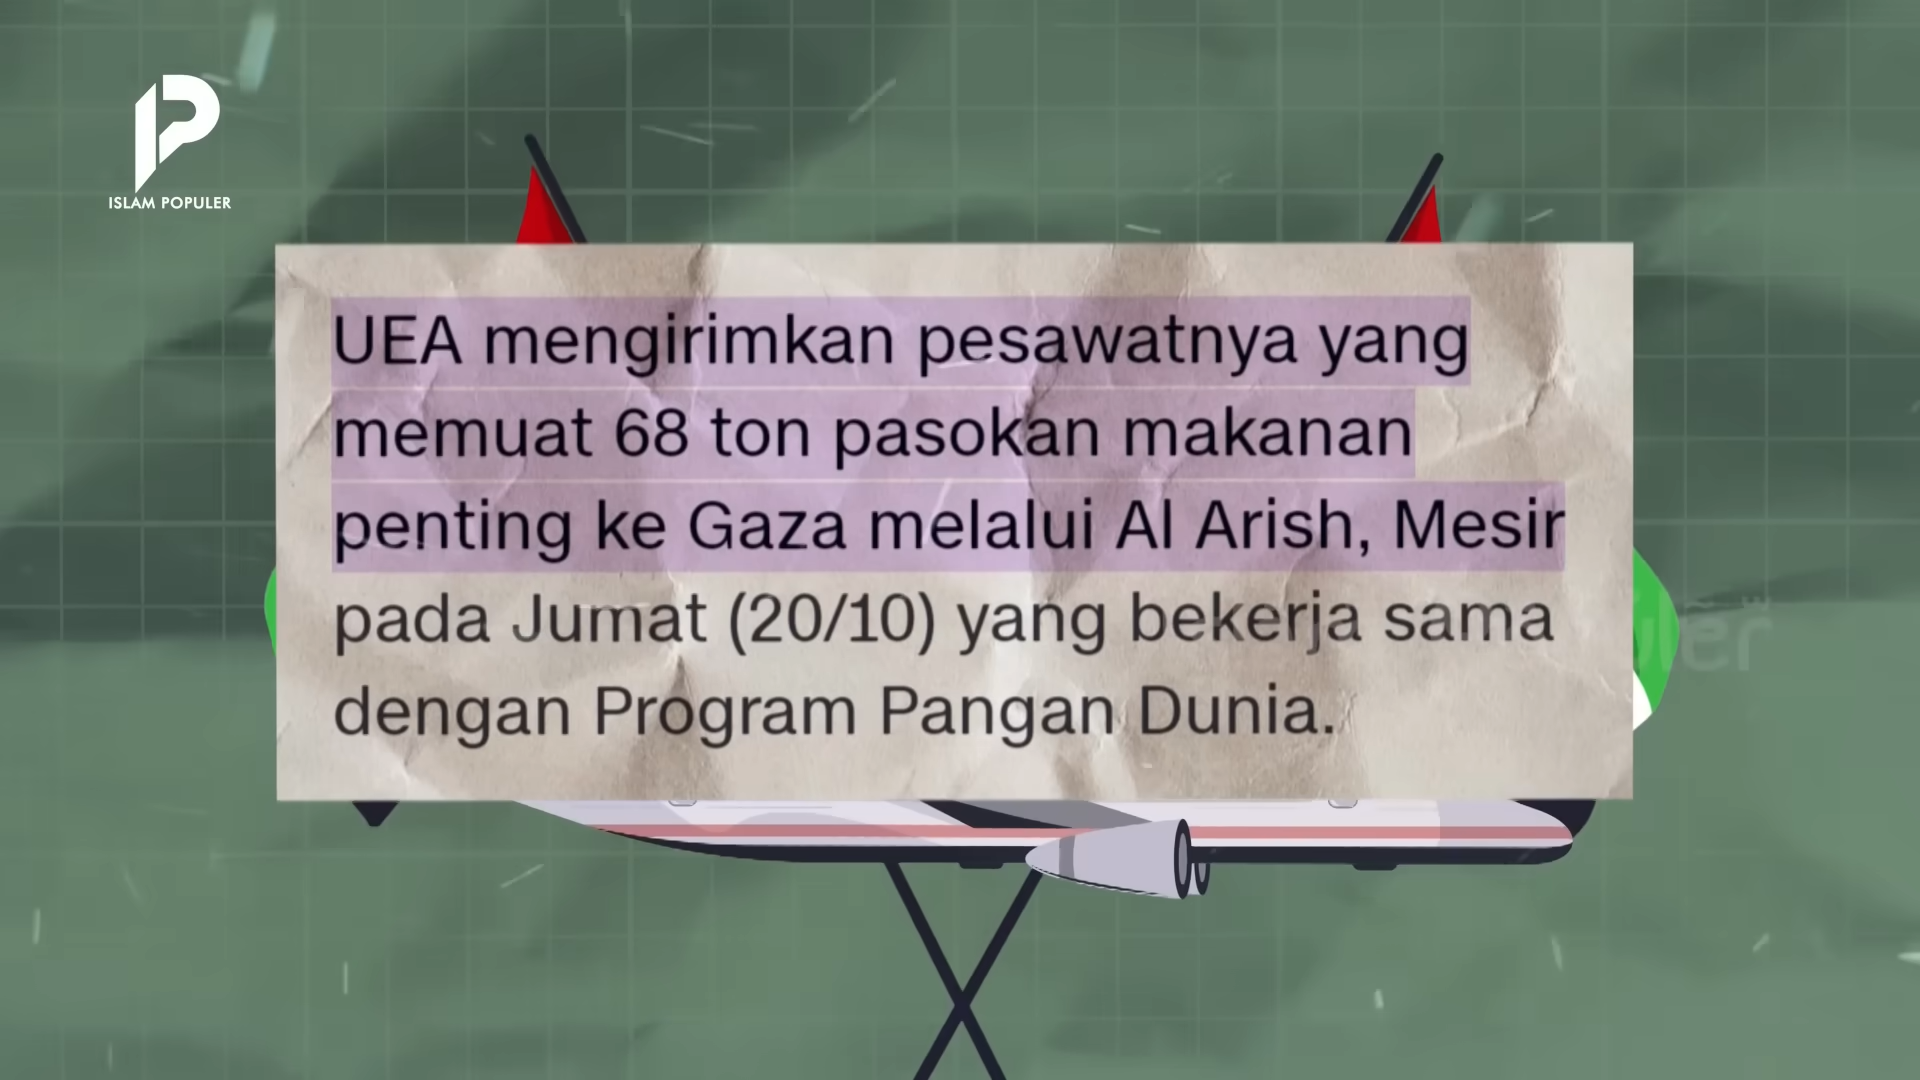 ISLAM POPULER
UEA mengirimkan pesawatnya yang
memuat 68 ton pasokan makanan
penting ke Gaza melalui Al Arish, Mesir
pada Jumat (20/10) yang bekerja sama
dengan Program Pangan Dunia.